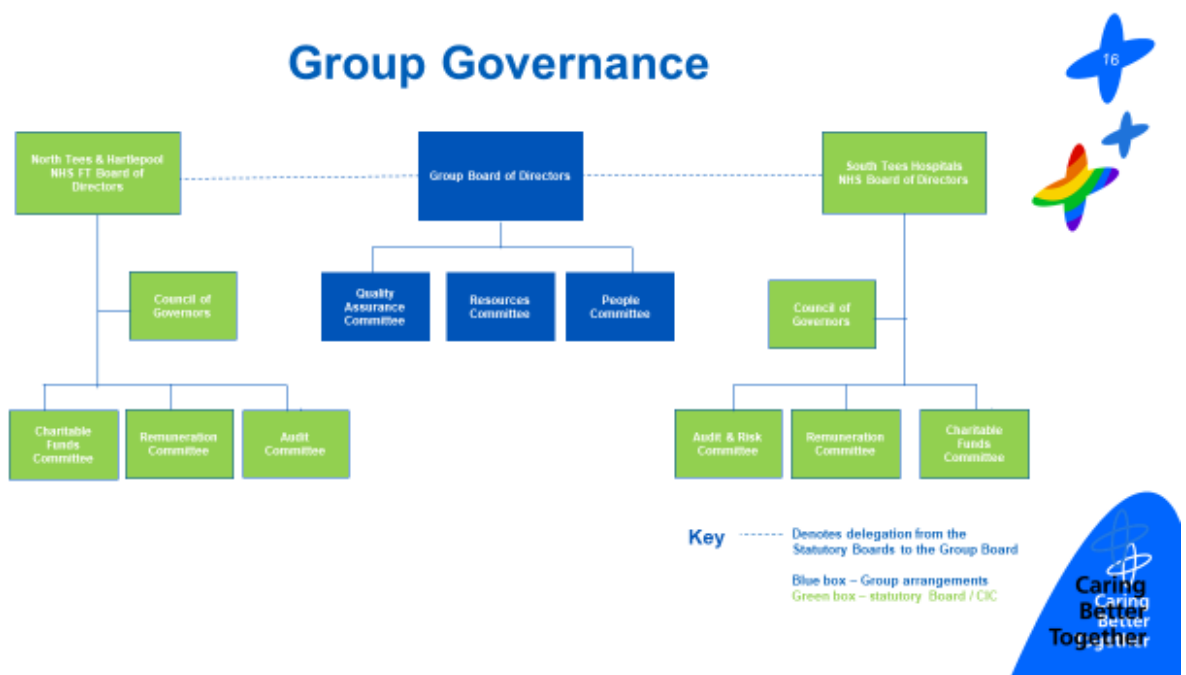 Group Governance
16
North Tees & Hartlepool
NHS FT Board of
Directors
Group Board of Directors
South Tees Hospitals
NHS Board of Directors
Council of
Governors
Quality
Assurance
Committee
Resources
Committee
People
Committee
Council of
Governors
Charitable
Funds
Committee
Remuneration
Committee
Audit
Committee
Audit & Risk
Committee
Remuneration
Committee
Charitable
Funds
Committee
Key
Denotes delegation from the
Statutory Boards to the Group Board
Blue box – Group arrangements
Green box – statutory Board / CIC
Caring
Better
Together
Caring
Better
Together